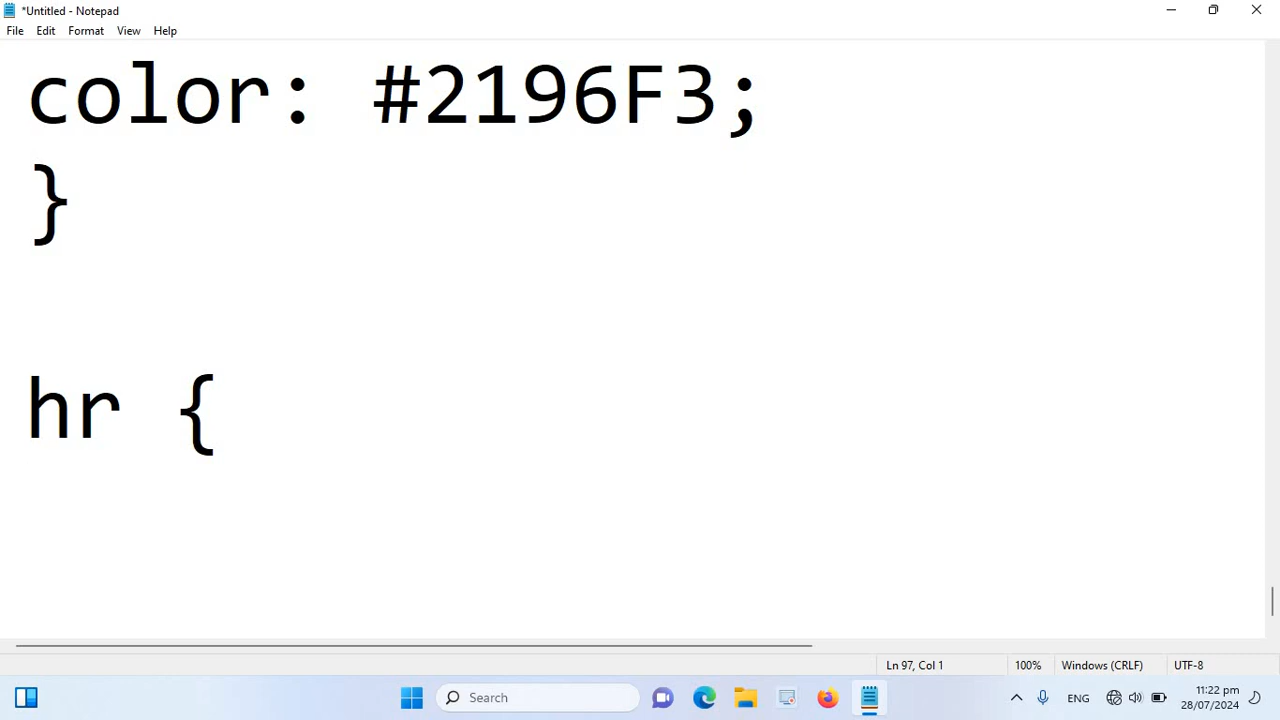 *Untitled - Notepad
File Edit Format View Help
color: #2196F3;
}
hr {
Ln 97, Col 1 100% Windows (CRLF) UTF-8
Search ENG 11:22 pm
28/07/2024